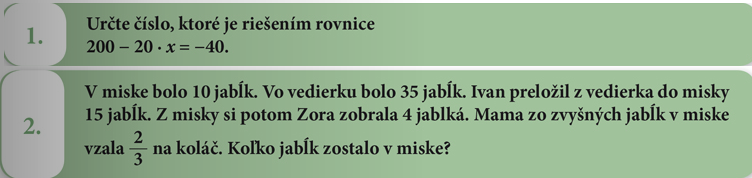 1.
Určte číslo, ktoré je riešením rovnice
200 − 20 · x = −40.
2.
V miske bolo 10 jabĺk. Vo vedierku bolo 35 jabĺk. Ivan preložil z vedierka do misky
15 jabĺk. Z misky si potom Zora zobrala 4 jablká. Mama zo zvyšných jabĺk v miske
vzala 2/3 na koláč. Koľko jabĺk zostalo v miske?